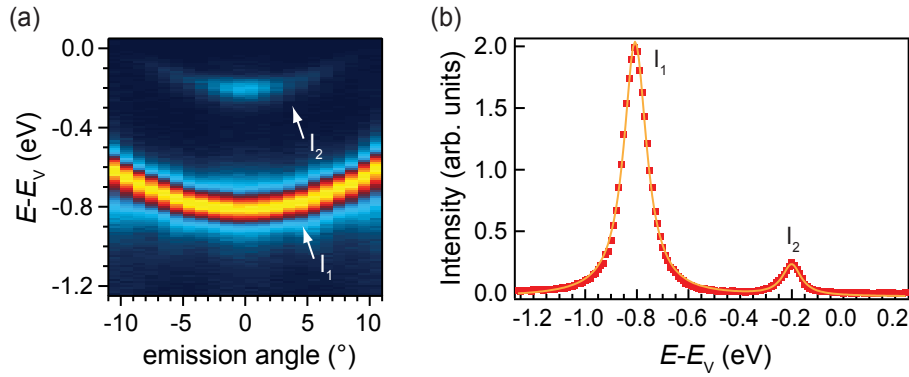 (a)
0.0
-0.4
-0.8
-1.2
E-E_V (eV)
I_2
I_1
-10 -5 0 5 10
emission angle (°)
(b)
2.0
1.5
1.0
0.5
0.0
Intensity (arb. units)
I_1
I_2
-1.2 -1.0 -0.8 -0.6 -0.4 -0.2 0.0 0.2
E-E_V (eV)